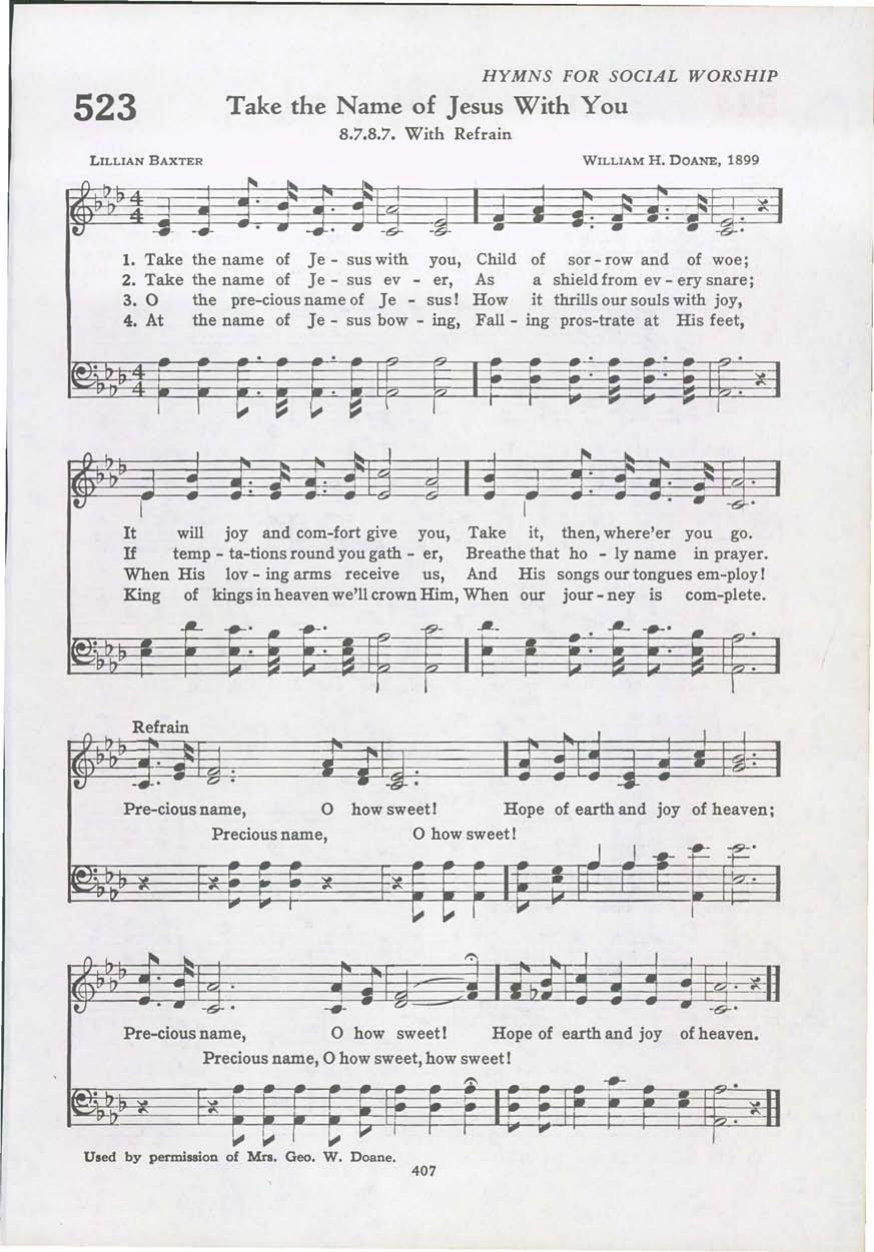 HYMNS FOR SOCIAL WORSHIP
523 Take the Name of Jesus With You
8.7.8.7. With Refrain
LILLIAN BAXTER WILLIAM H. DOANE, 1899
1. Take the name of Je - sus with you, Child of sor - row and of woe;
2. Take the name of Je - sus ev - er, As a shield from ev - ery snare;
3. O the pre-cious name of Je - sus! How it thrills our souls with joy,
4. At the name of Je - sus bow - ing, Fall - ing pros-trate at His feet,
It will joy and com-fort give you, Take it, then, where'er you go.
If temp - ta-tions round you gath - er, Breathe that ho - ly name in prayer.
When His lov - ing arms receive us, And His songs our tongues em-ploy!
King of kings in heaven we'll crown Him, When our jour - ney is com-plete.
Refrain
Pre-cious name, O how sweet! Hope of earth and joy of heaven;
Precious name, O how sweet!
Pre-cious name, O how sweet! Hope of earth and joy of heaven.
Precious name, O how sweet, how sweet!
Used by permission of Mrs. Geo. W. Doane.
407